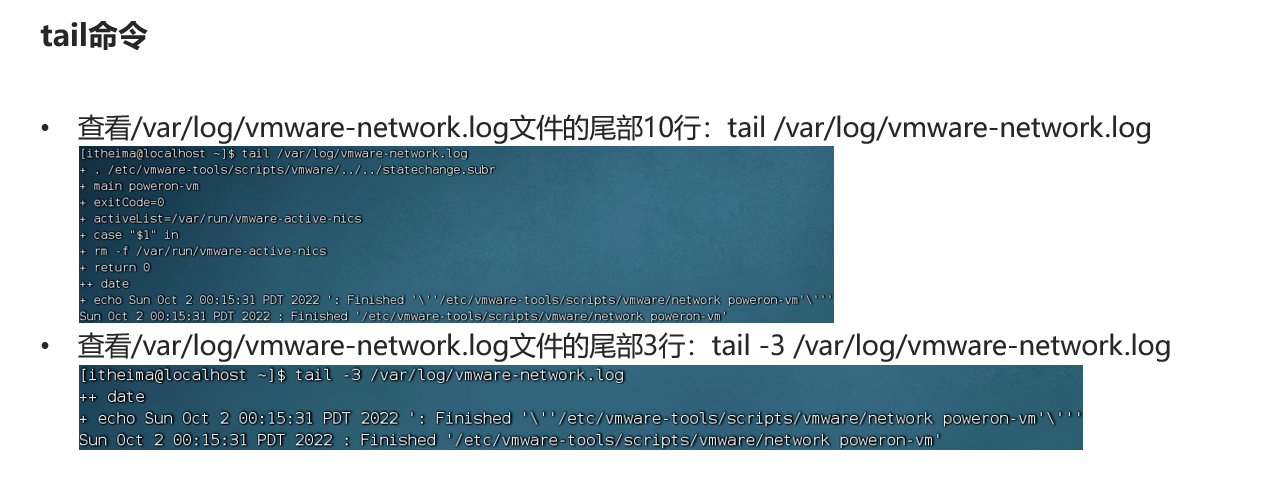 tail命令
• 查看/var/log/vmware-network.log文件的尾部10行：tail /var/log/vmware-network.log
[itheima@localhost ~]$ tail /var/log/vmware-network.log
+ . /etc/vmware-tools/scripts/vmware/../../statechange.subr
+ main poweron-vm
+ exitCode=0
+ activeList=/var/run/vmware-active-nics
+ case "$1" in
+ rm -f /var/run/vmware-active-nics
+ return 0
++ date
+ echo Sun Oct 2 00:15:31 PDT 2022 ': Finished '\''/etc/vmware-tools/scripts/vmware/network poweron-vm'\'''
Sun Oct 2 00:15:31 PDT 2022 : Finished '/etc/vmware-tools/scripts/vmware/network poweron-vm'
• 查看/var/log/vmware-network.log文件的尾部3行：tail -3 /var/log/vmware-network.log
[itheima@localhost ~]$ tail -3 /var/log/vmware-network.log
++ date
+ echo Sun Oct 2 00:15:31 PDT 2022 ': Finished '\''/etc/vmware-tools/scripts/vmware/network poweron-vm'\'''
Sun Oct 2 00:15:31 PDT 2022 : Finished '/etc/vmware-tools/scripts/vmware/network poweron-vm'